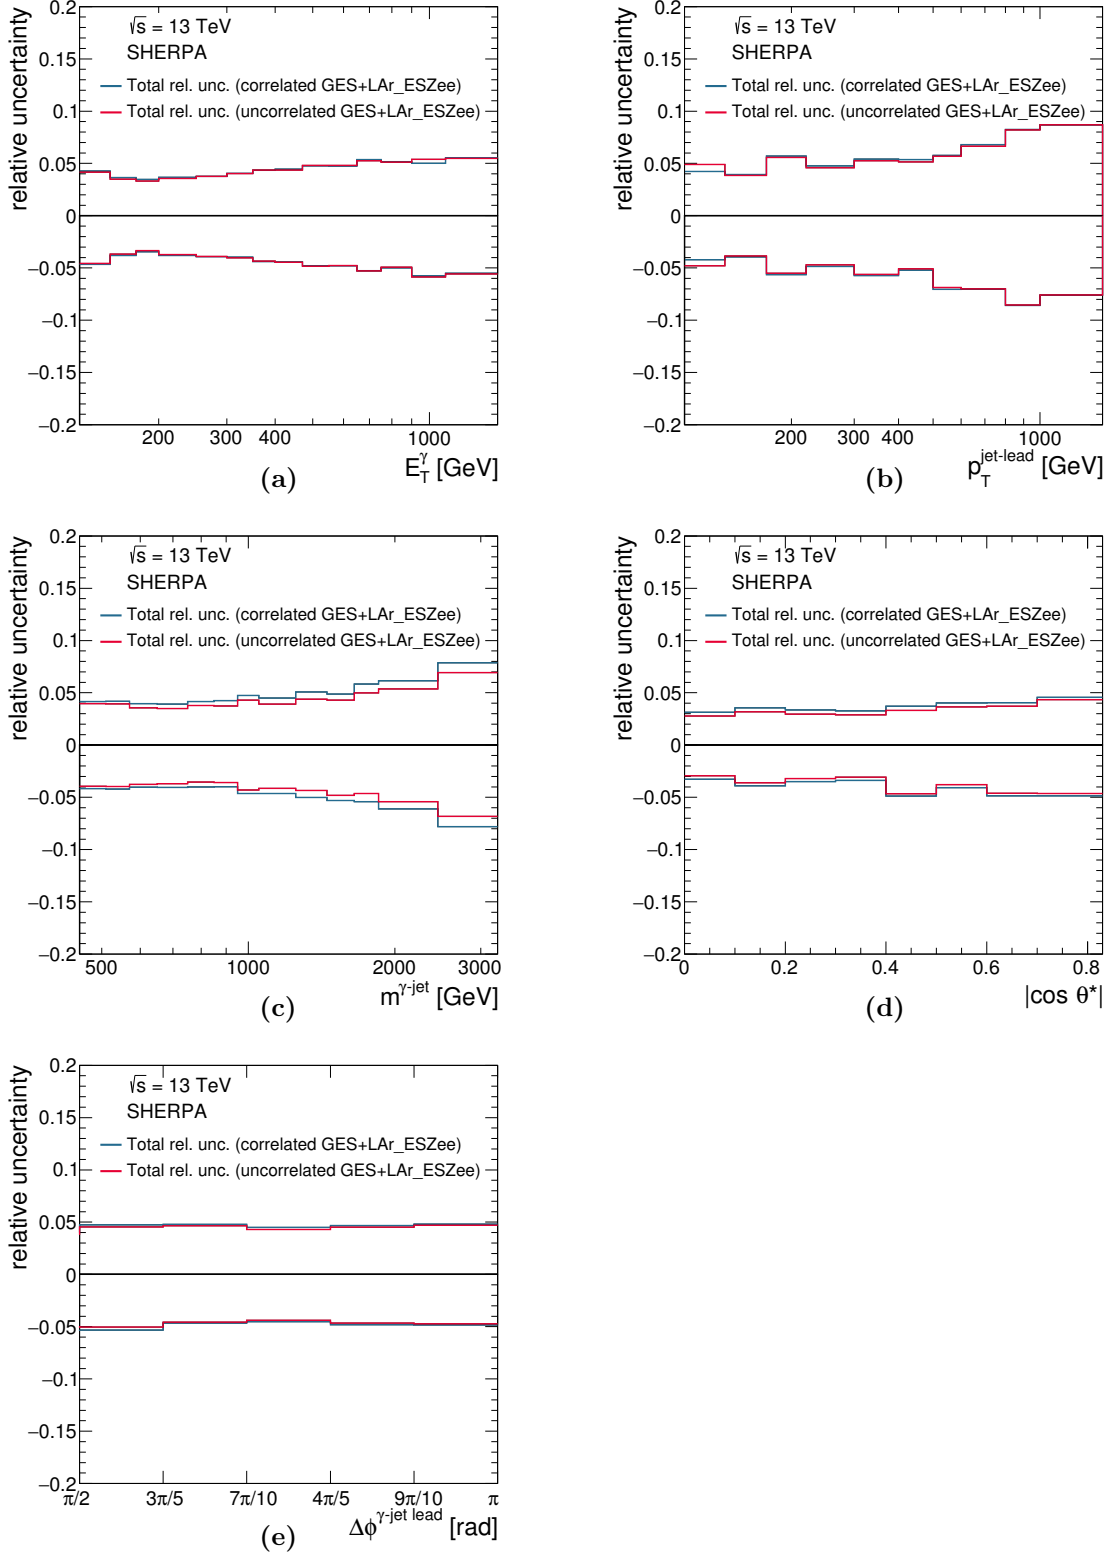 relative uncertainty
0.2
0.15
0.1
0.05
0
−0.05
−0.1
−0.15
−0.2
√s = 13 TeV
SHERPA
Total rel. unc. (correlated GES+LAr_ESZee)
Total rel. unc. (uncorrelated GES+LAr_ESZee)
200 300 400 1000
E_T^γ [GeV]
(a)
relative uncertainty
0.2
0.15
0.1
0.05
0
−0.05
−0.1
−0.15
−0.2
√s = 13 TeV
SHERPA
Total rel. unc. (correlated GES+LAr_ESZee)
Total rel. unc. (uncorrelated GES+LAr_ESZee)
200 300 400 1000
p_T^jet-lead [GeV]
(b)
relative uncertainty
0.2
0.15
0.1
0.05
0
−0.05
−0.1
−0.15
−0.2
√s = 13 TeV
SHERPA
Total rel. unc. (correlated GES+LAr_ESZee)
Total rel. unc. (uncorrelated GES+LAr_ESZee)
500 1000 2000 3000
m^γ-jet [GeV]
(c)
relative uncertainty
0.2
0.15
0.1
0.05
0
−0.05
−0.1
−0.15
−0.2
√s = 13 TeV
SHERPA
Total rel. unc. (correlated GES+LAr_ESZee)
Total rel. unc. (uncorrelated GES+LAr_ESZee)
0 0.2 0.4 0.6 0.8
|cos θ*|
(d)
relative uncertainty
0.2
0.15
0.1
0.05
0
−0.05
−0.1
−0.15
−0.2
√s = 13 TeV
SHERPA
Total rel. unc. (correlated GES+LAr_ESZee)
Total rel. unc. (uncorrelated GES+LAr_ESZee)
π/2 3π/5 7π/10 4π/5 9π/10 π
Δϕ^γ-jet lead [rad]
(e)